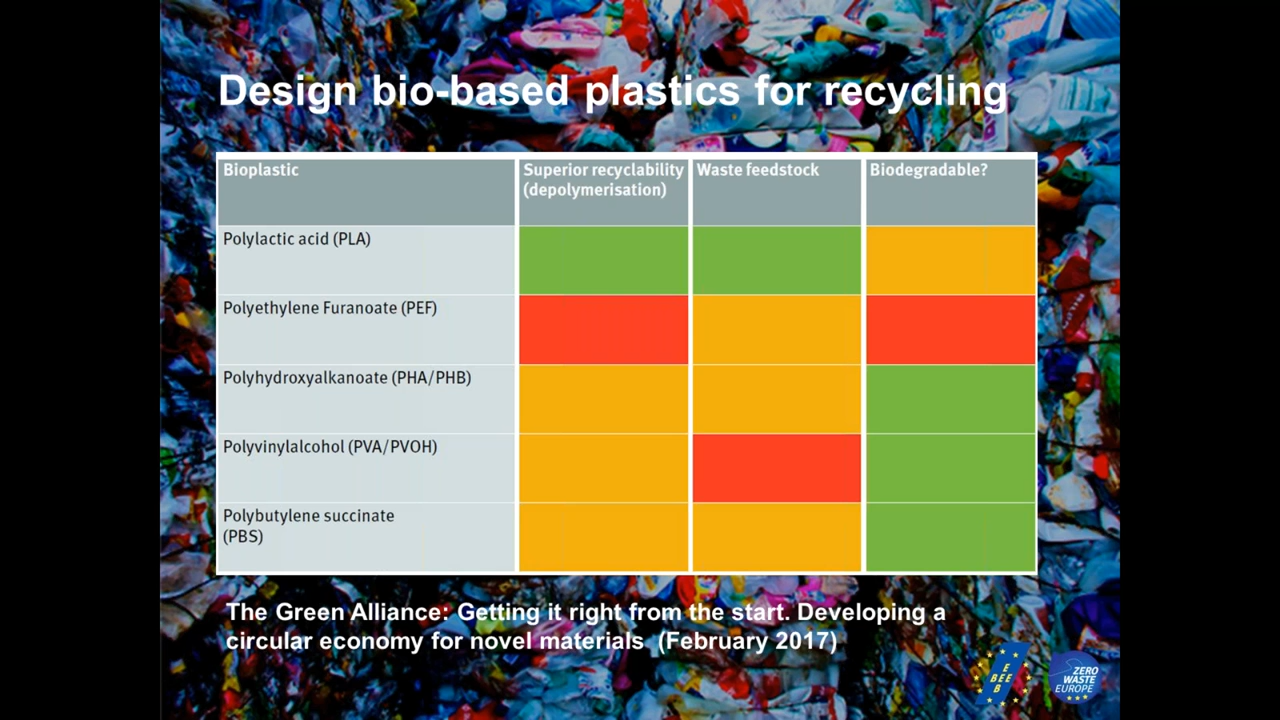 Design bio-based plastics for recycling
Bioplastic
Superior recyclability
(depolymerisation)
Waste feedstock
Biodegradable?
Polylactic acid (PLA)
Polyethylene Furanoate (PEF)
Polyhydroxyalkanoate (PHA/PHB)
Polyvinylalcohol (PVA/PVOH)
Polybutylene succinate
(PBS)
The Green Alliance: Getting it right from the start. Developing a
circular economy for novel materials (February 2017)
E
BEE
B
ZERO
WASTE
EUROPE